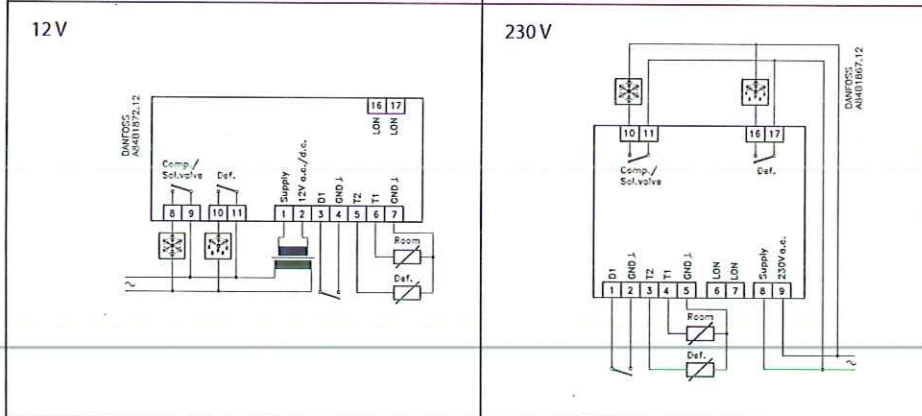 12 V
DANFOSS
A84B1872.12
16 17
LON LON
Comp./
Sol.valve
Def.
Supply
12V a.c./d.c.
D1
GND ⊥
T2
T1
GND ⊥
8 9 10 11 1 2 3 4 5 6 7
Room
Def.
~
230 V
DANFOSS
A84B1867.12
10 11 16 17
Comp./
Sol.valve
Def.
D1
GND ⊥
T2
T1
GND ⊥
LON
LON
Supply
230V a.c.
1 2 3 4 5 6 7 8 9
Room
Def.
~